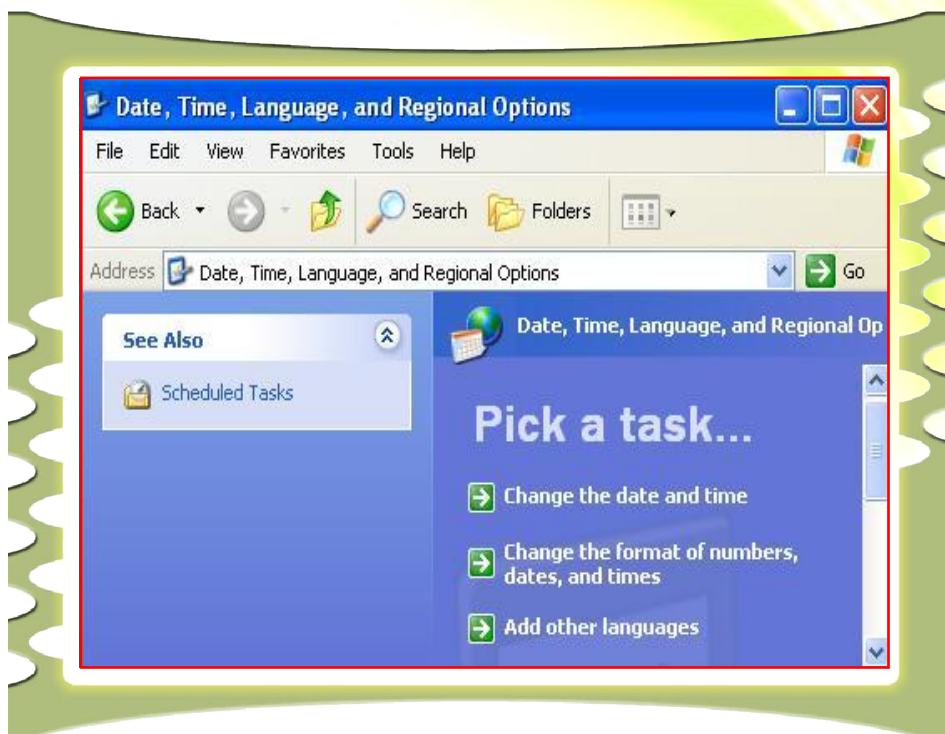 Date, Time, Language, and Regional Options
File Edit View Favorites Tools Help
Back Search Folders
Address Date, Time, Language, and Regional Options Go
See Also
Scheduled Tasks
Date, Time, Language, and Regional Op
Pick a task...
Change the date and time
Change the format of numbers,
dates, and times
Add other languages